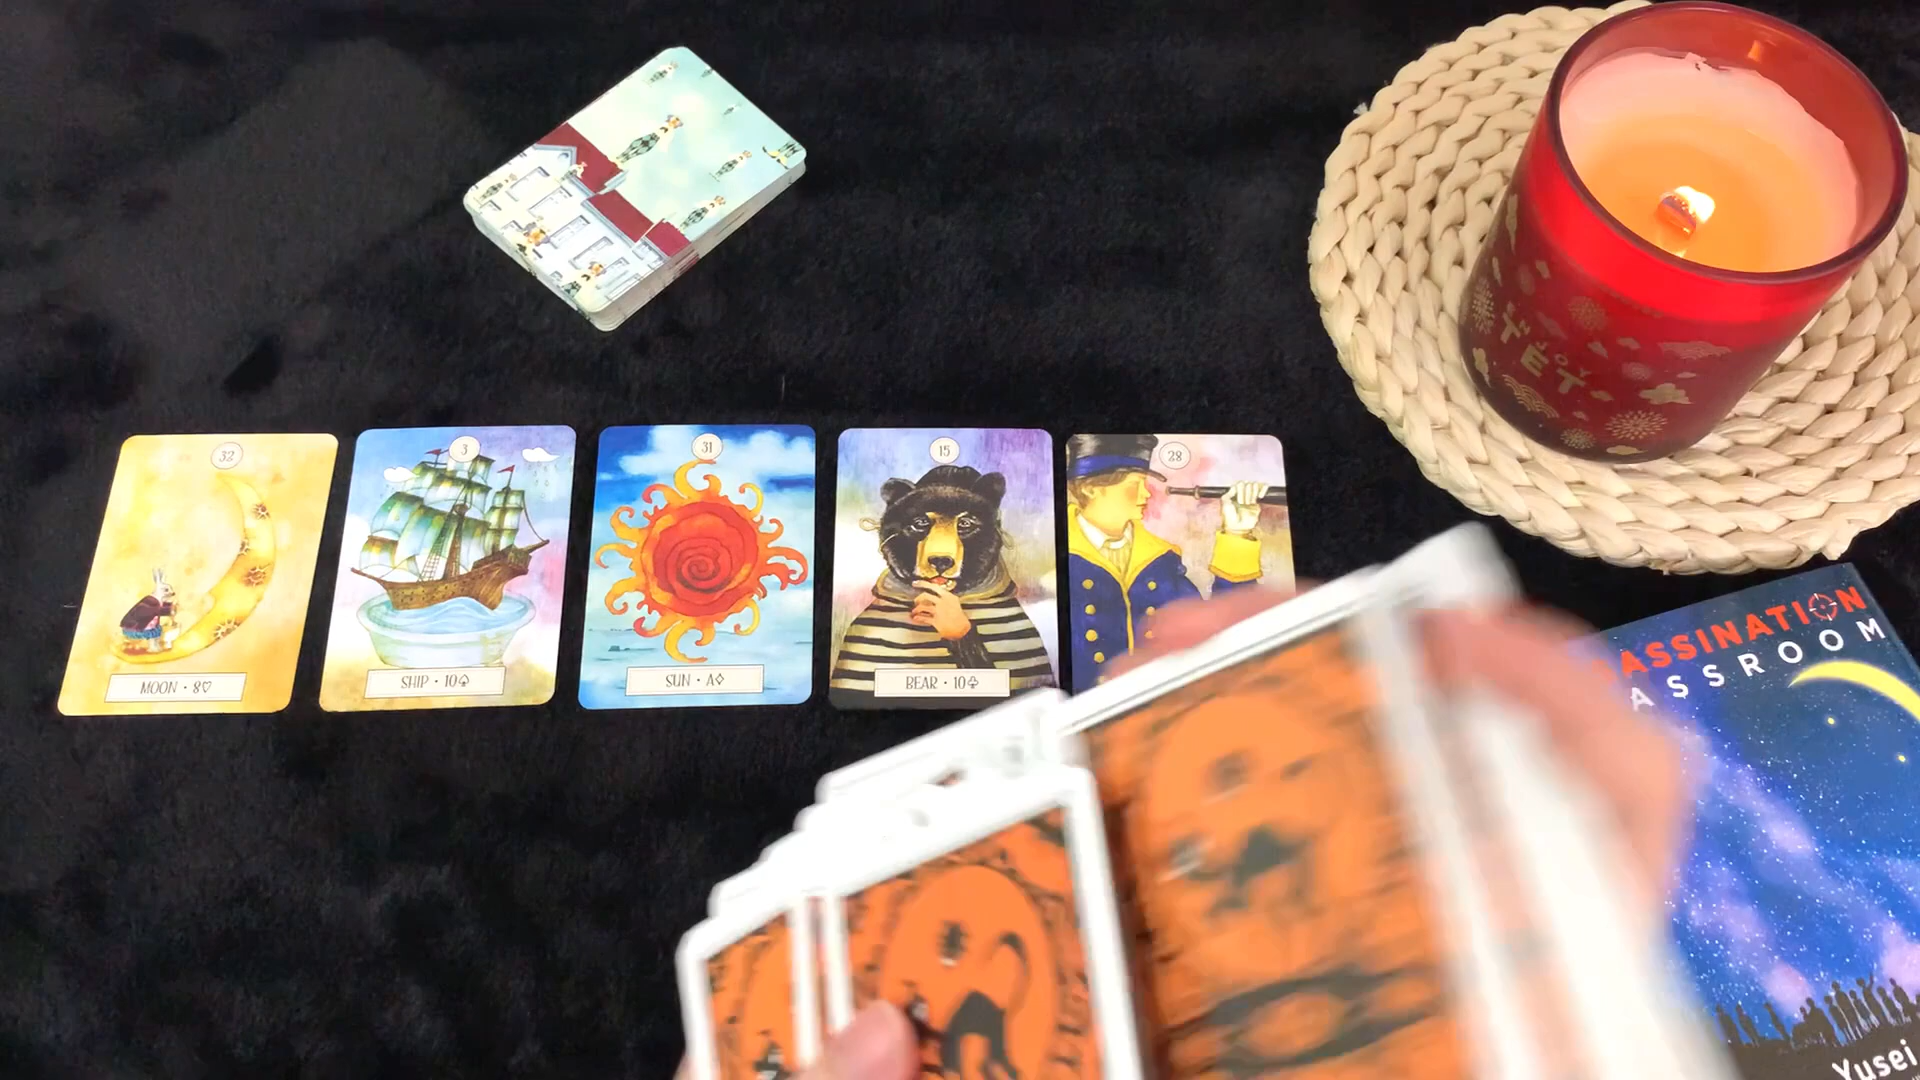 32
MOON • 8♡
3
SHIP • 10♤
31
SUN • A♢
15
BEAR • 10♧
28
ASSINATION
ASSROOM
Yusei